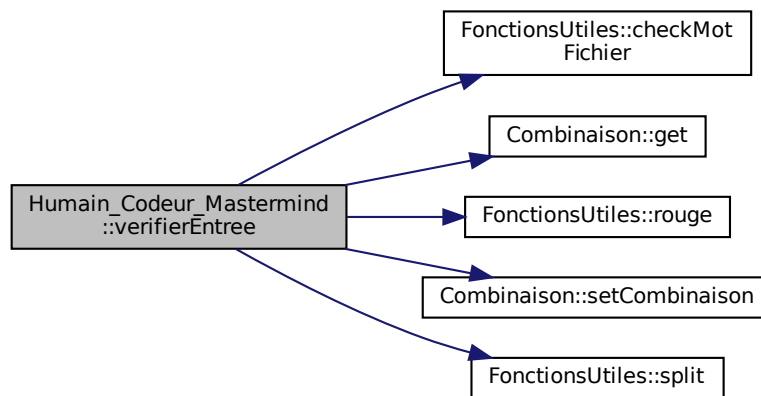 FonctionsUtiles::checkMot
Fichier
Combinaison::get
Humain_Codeur_Mastermind
::verifierEntree
FonctionsUtiles::rouge
Combinaison::setCombinaison
FonctionsUtiles::split